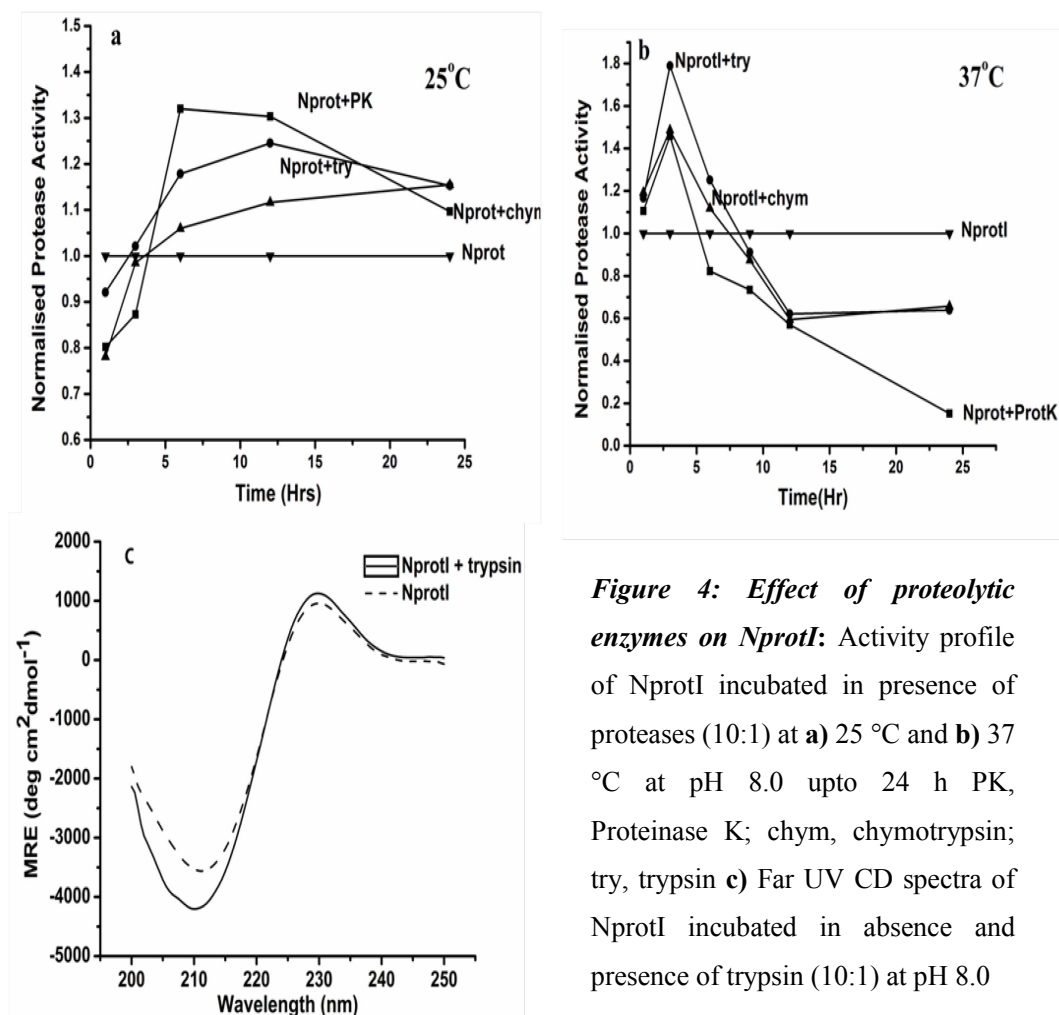 a
25°C
Nprot+PK
Nprot+try
Nprot+chyn
Nprot
Normalised Protease Activity
1.5
1.4
1.3
1.2
1.1
1.0
0.9
0.8
0.7
0.6
0
5
10
15
20
25
Time (Hrs)
b
37°C
NprotI+try
NprotI+chym
NprotI
Nprot+ProtK
Normalised Protease Activity
1.8
1.6
1.4
1.2
1.0
0.8
0.6
0.4
0.2
0.0
0
5
10
15
20
25
Time(Hr)
c
NprotI + trypsin
NprotI
MRE (deg cm²dmol⁻¹)
2000
1000
0
-1000
-2000
-3000
-4000
-5000
200
210
220
230
240
250
Wavelength (nm)
Figure 4: Effect of proteolytic
enzymes on NprotI: Activity profile
of NprotI incubated in presence of
proteases (10:1) at a) 25 °C and b) 37
°C at pH 8.0 upto 24 h PK,
Proteinase K; chym, chymotrypsin;
try, trypsin c) Far UV CD spectra of
NprotI incubated in absence and
presence of trypsin (10:1) at pH 8.0